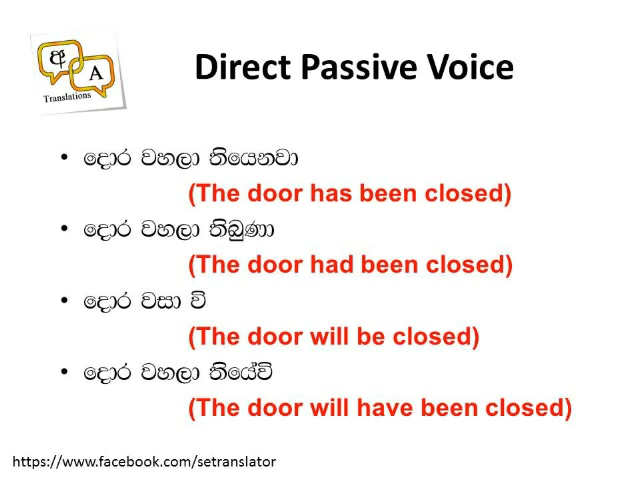 අ
A
Translations
Direct Passive Voice
• දොර වහලා තියෙනවා
(The door has been closed)
• දොර වහලා තිබුණා
(The door had been closed)
• දොර වසා වි
(The door will be closed)
• දොර වහලා තියේවි
(The door will have been closed)
https://www.facebook.com/setranslator